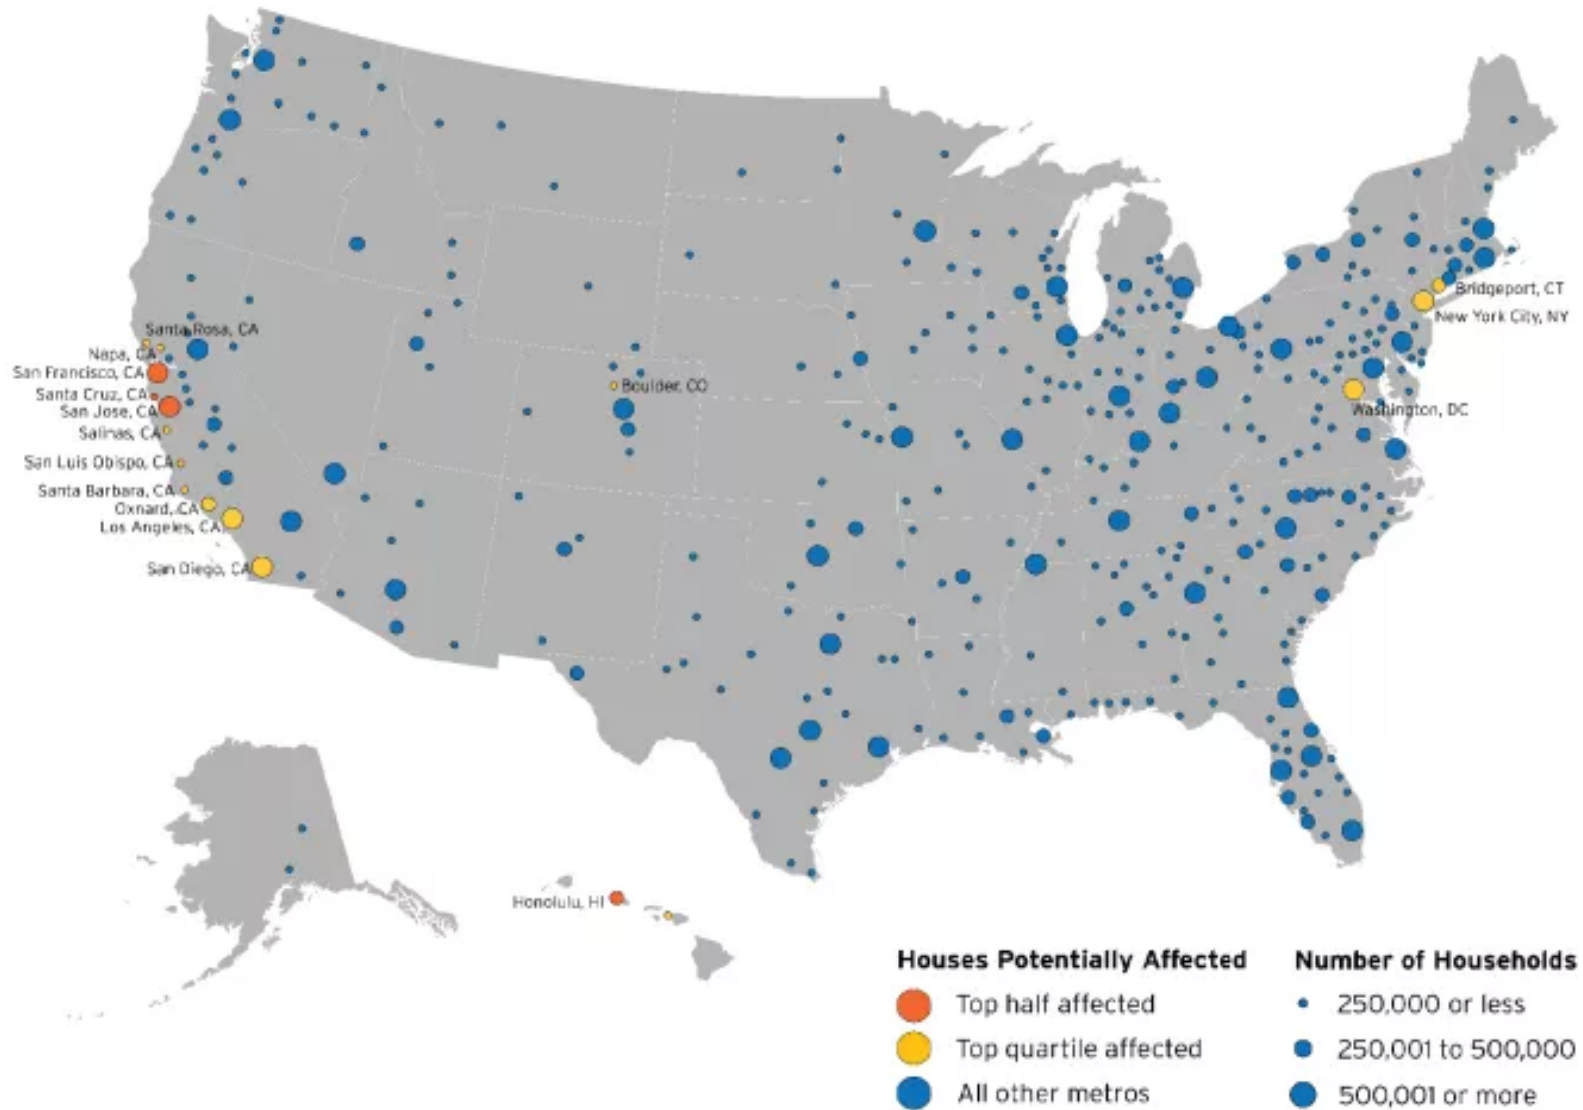 Santa Rosa, CA
Napa, CA
San Francisco, CA
Santa Cruz, CA
San Jose, CA
Salinas, CA
San Luis Obispo, CA
Santa Barbara, CA
Oxnard, CA
Los Angeles, CA
San Diego, CA
Boulder, CO
Bridgeport, CT
New York City, NY
Washington, DC
Honolulu, HI
Houses Potentially Affected
Top half affected
Top quartile affected
All other metros
Number of Households
250,000 or less
250,001 to 500,000
500,001 or more